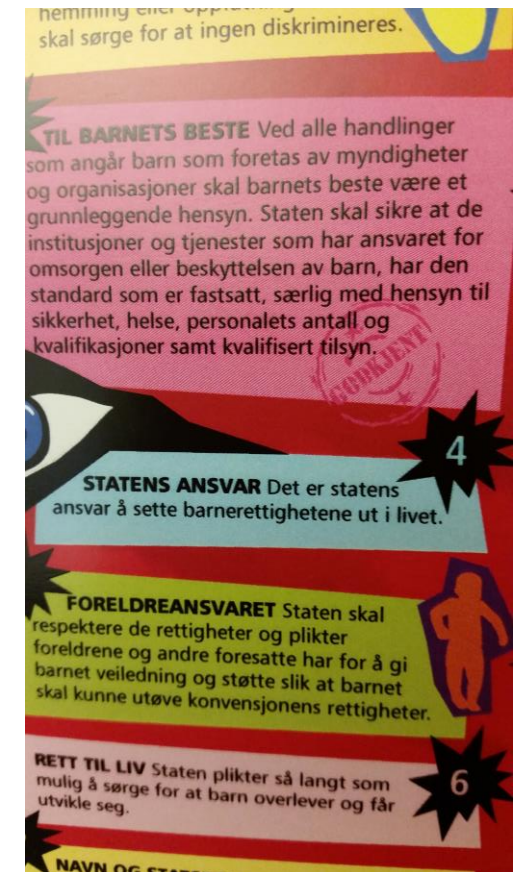 hemming eller
skal sørge for at ingen diskrimineres.
TIL BARNETS BESTE Ved alle handlinger
som angår barn som foretas av myndigheter
og organisasjoner skal barnets beste være et
grunnleggende hensyn. Staten skal sikre at de
institusjoner og tjenester som har ansvaret for
omsorgen eller beskyttelsen av barn, har den
standard som er fastsatt, særlig med hensyn til
sikkerhet, helse, personalets antall og
kvalifikasjoner samt kvalifisert tilsyn.
GODKJENT
4
STATENS ANSVAR Det er statens
ansvar å sette barnerettighetene ut i livet.
FORELDREANSVARET Staten skal
respektere de rettigheter og plikter
foreldrene og andre foresatte har for å gi
barnet veiledning og støtte slik at barnet
skal kunne utøve konvensjonens rettigheter.
6
RETT TIL LIV Staten plikter så langt som
mulig å sørge for at barn overlever og får
utvikle seg.
NAVN OG